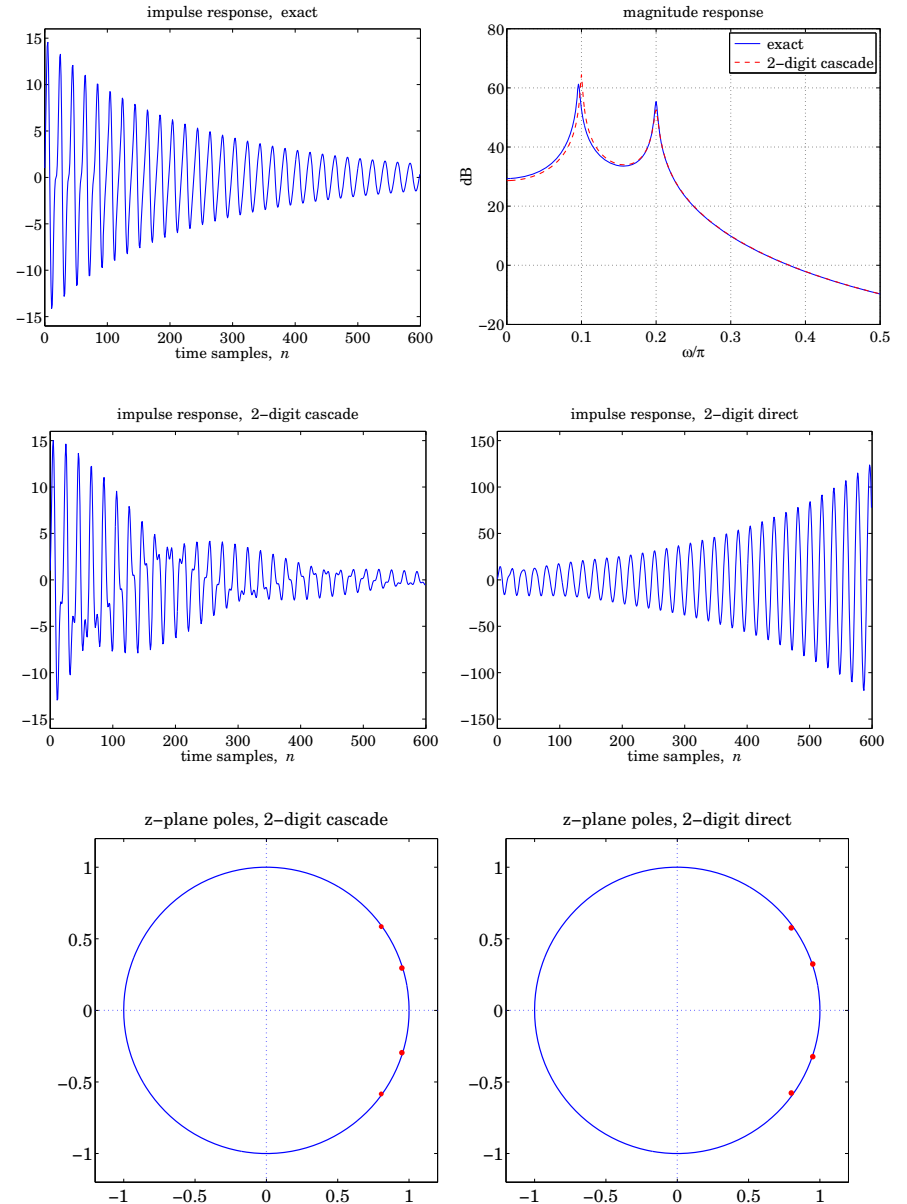 impulse response, exact
15
10
5
0
−5
−10
−15
0 100 200 300 400 500 600
time samples, n
magnitude response
exact
2−digit cascade
80
60
40
20
0
−20
dB
0 0.1 0.2 0.3 0.4 0.5
ω/π
impulse response, 2−digit cascade
15
10
5
0
−5
−10
−15
0 100 200 300 400 500 600
time samples, n
impulse response, 2−digit direct
150
100
50
0
−50
−100
−150
0 100 200 300 400 500 600
time samples, n
z−plane poles, 2−digit cascade
1
0.5
0
−0.5
−1
−1 −0.5 0 0.5 1
z−plane poles, 2−digit direct
1
0.5
0
−0.5
−1
−1 −0.5 0 0.5 1